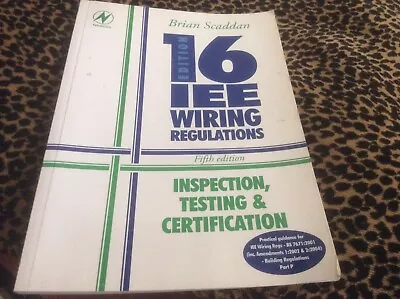 Brian Scaddan
16
EDITION
IEE
WIRING
REGULATIONS
Fifth edition
INSPECTION,
TESTING &
CERTIFICATION
Practical guidance for
IEE Wiring Regs - BS 7671:2001
(inc. Amendments 1:2002 & 2:2004)
- Building Regulations
Part P